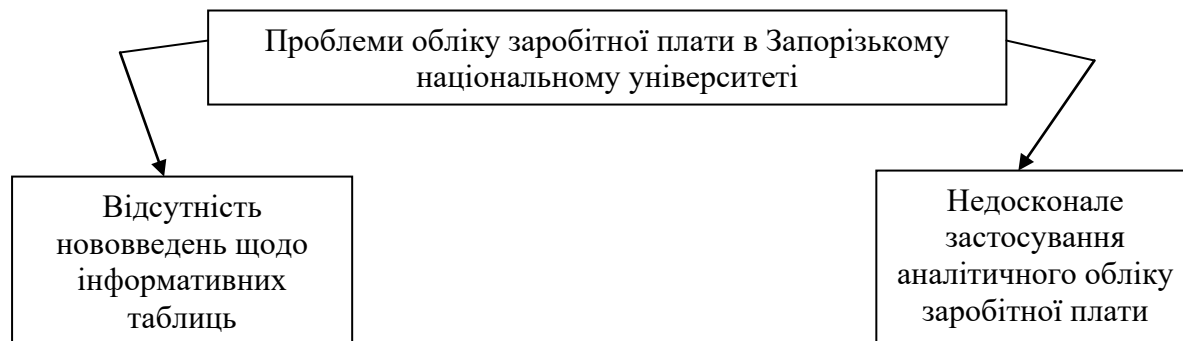 Проблеми обліку заробітної плати в Запорізькому
національному університеті
Відсутність
нововведень щодо
інформативних
таблиць
Недосконале
застосування
аналітичного обліку
заробітної плати